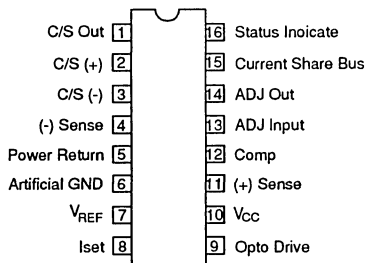 C/S Out 1 16 Status Inoicate
C/S (+) 2 15 Current Share Bus
C/S (-) 3 14 ADJ Out
(-) Sense 4 13 ADJ Input
Power Return 5 12 Comp
Artificial GND 6 11 (+) Sense
VREF 7 10 VCC
Iset 8 9 Opto Drive